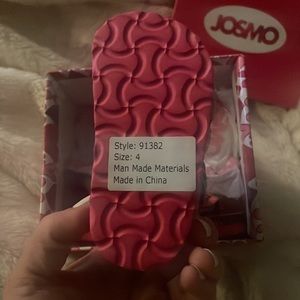 JOSMO
Style: 91382
Size: 4
Man Made Materials
Made in China